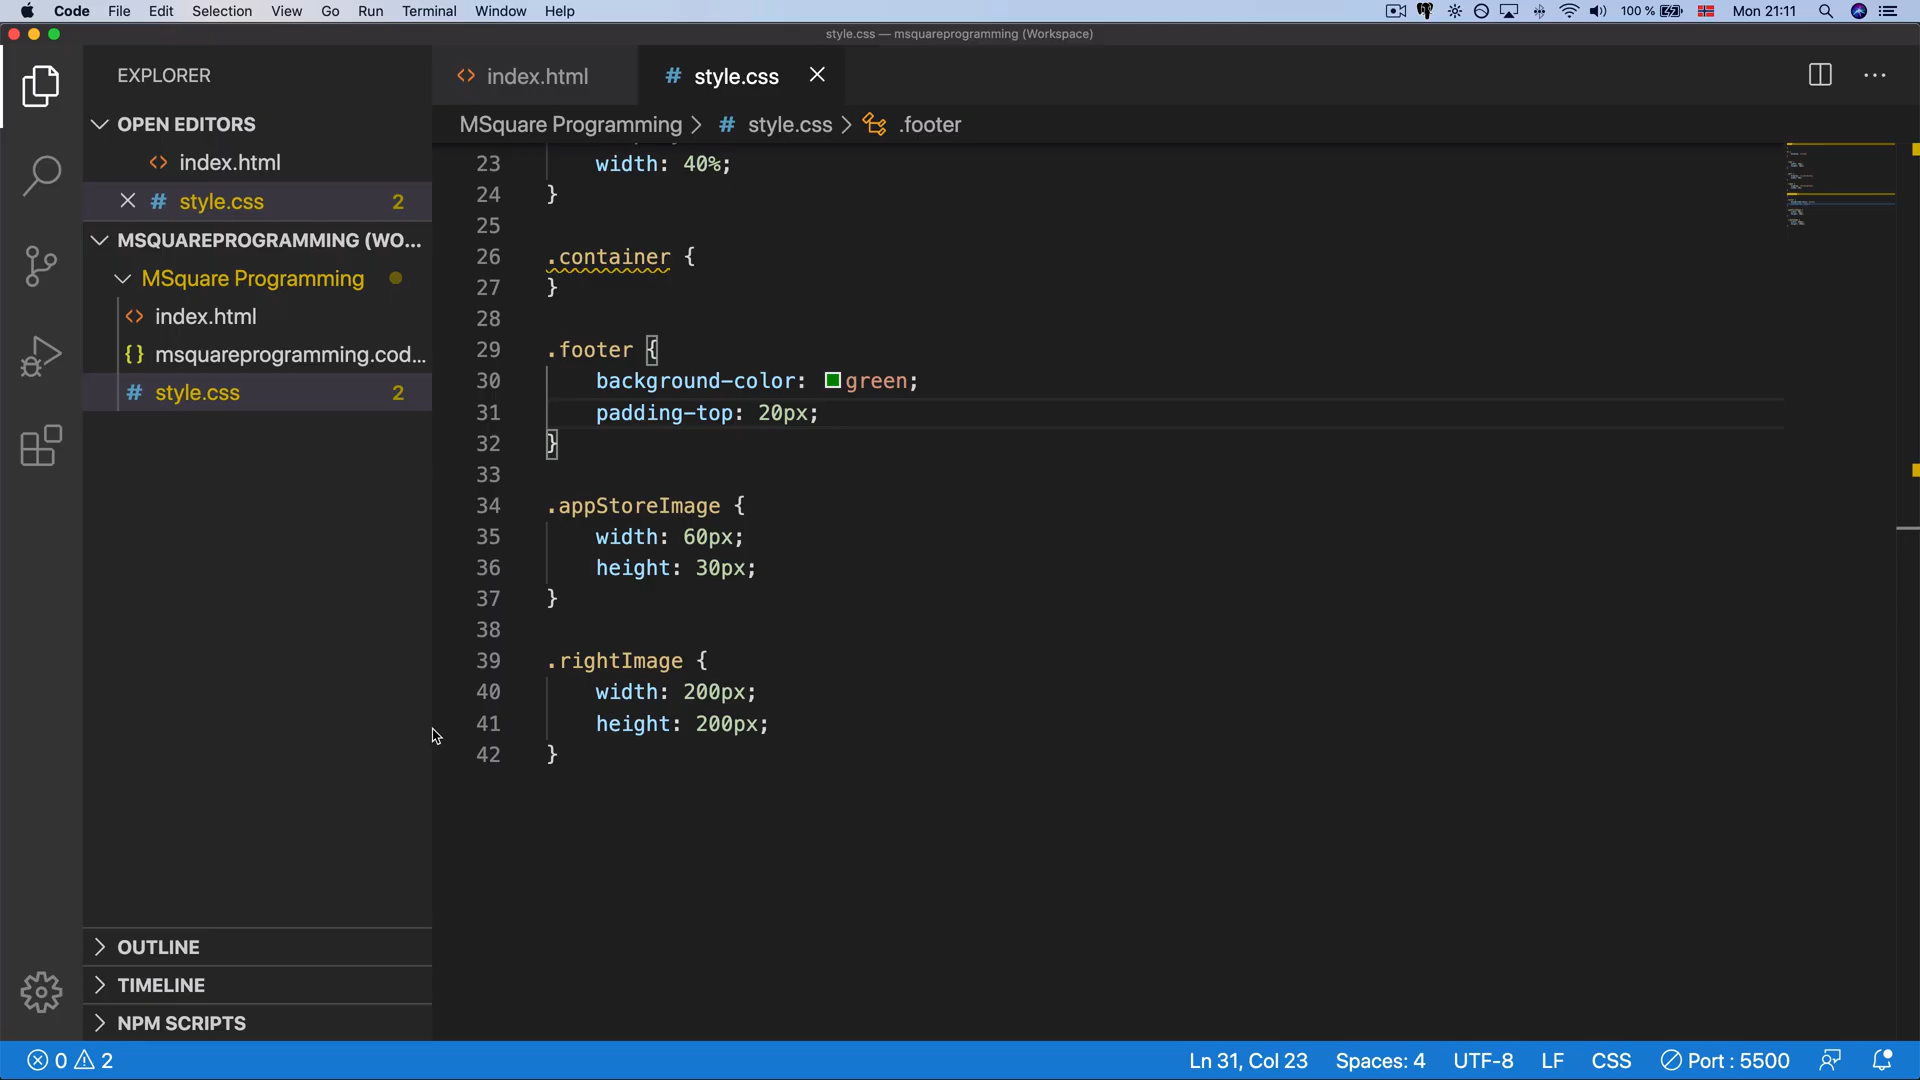 Code File Edit Selection View Go Run Terminal Window Help 100 % Mon 21:11
style.css — msquareprogramming (Workspace)
EXPLORER
OPEN EDITORS
index.html
style.css 2
MSQUAREPROGRAMMING (WO...
MSquare Programming
index.html
{} msquareprogramming.cod...
# style.css 2
OUTLINE
TIMELINE
NPM SCRIPTS
<> index.html # style.css
MSquare Programming > # style.css > .footer
23 width: 40%;
24 }
25
26 .container {
27 }
28
29 .footer {
30 background-color: green;
31 padding-top: 20px;
32 }
33
34 .appStoreImage {
35 width: 60px;
36 height: 30px;
37 }
38
39 .rightImage {
40 width: 200px;
41 height: 200px;
42 }
0 2 Ln 31, Col 23 Spaces: 4 UTF-8 LF CSS Port : 5500